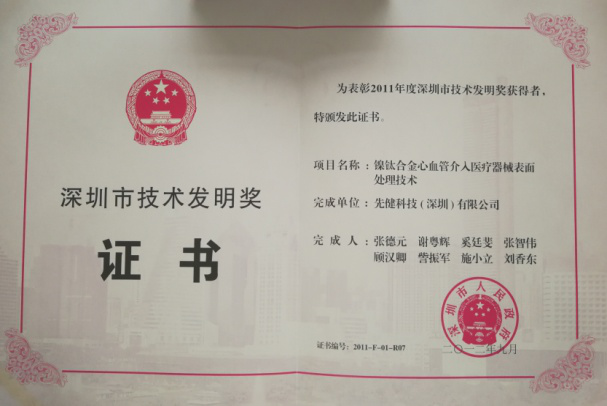 深圳市技术发明奖
证书
为表彰2011年度深圳市技术发明奖获得者,
特颁发此证书。
项目名称：镍钛合金心血管介入医疗器械表面
处理技术
完成单位：先健科技（深圳）有限公司
完成人：张德元 谢粤辉 奚廷斐 张智伟
顾汉卿 訾振军 施小立 刘香东
深圳市人民政府
证书编号：2011-F-01-R07
二〇一二年九月